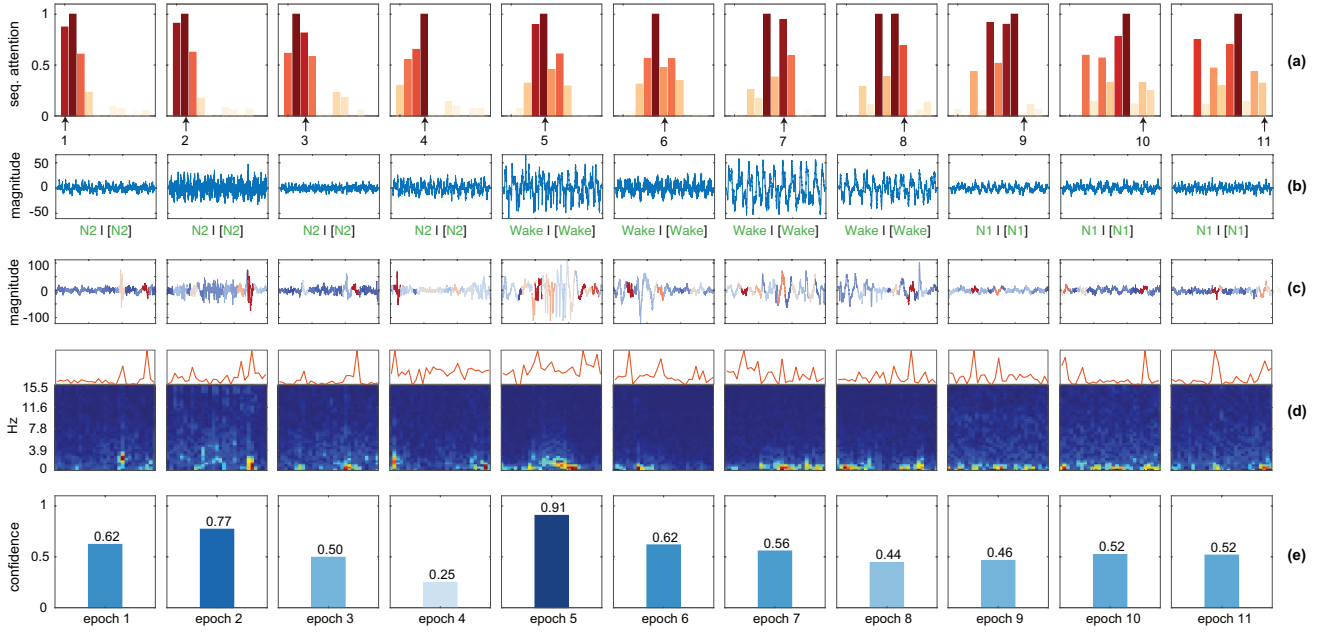 1
0.5
0
seq. attention
(a)
1 2 3 4 5 6 7 8 9 10 11
50
0
-50
magnitude
(b)
N2 I [N2] N2 I [N2] N2 I [N2] N2 I [N2] Wake I [Wake] Wake I [Wake] Wake I [Wake] Wake I [Wake] N1 I [N1] N1 I [N1] N1 I [N1]
100
0
-100
magnitude
(c)
15.5
11.6
7.8
3.9
0
Hz
(d)
1
0.5
0
confidence
0.62 0.77 0.50 0.25 0.91 0.62 0.56 0.44 0.46 0.52 0.52
(e)
epoch 1 epoch 2 epoch 3 epoch 4 epoch 5 epoch 6 epoch 7 epoch 8 epoch 9 epoch 10 epoch 11